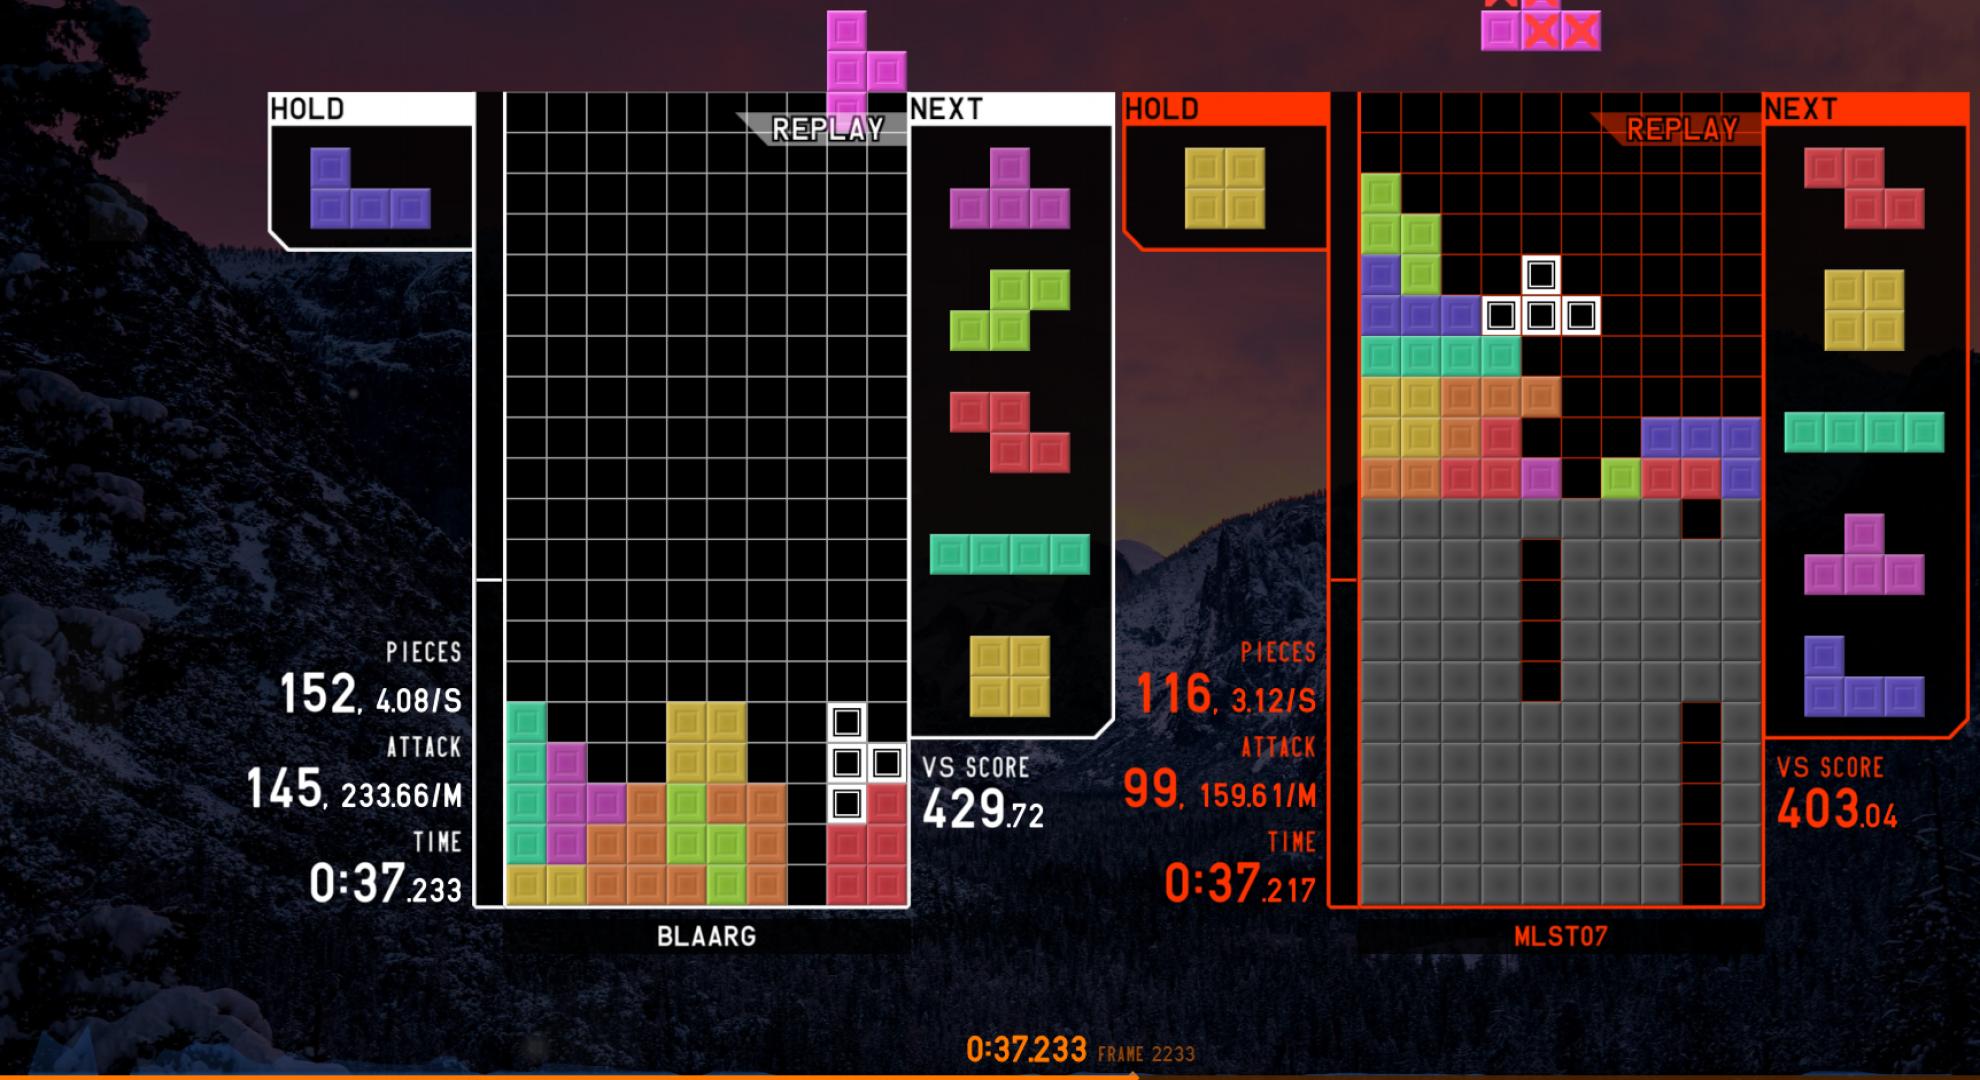 HOLD
REPLAY
NEXT
PIECES
152, 4.08/S
ATTACK
145, 233.66/M
TIME
0:37.233
VS SCORE
429.72
BLAARG
HOLD
REPLAY
NEXT
PIECES
116, 3.12/S
ATTACK
99, 159.61/M
TIME
0:37.217
VS SCORE
403.04
MLST07
0:37.233 FRAME 2233